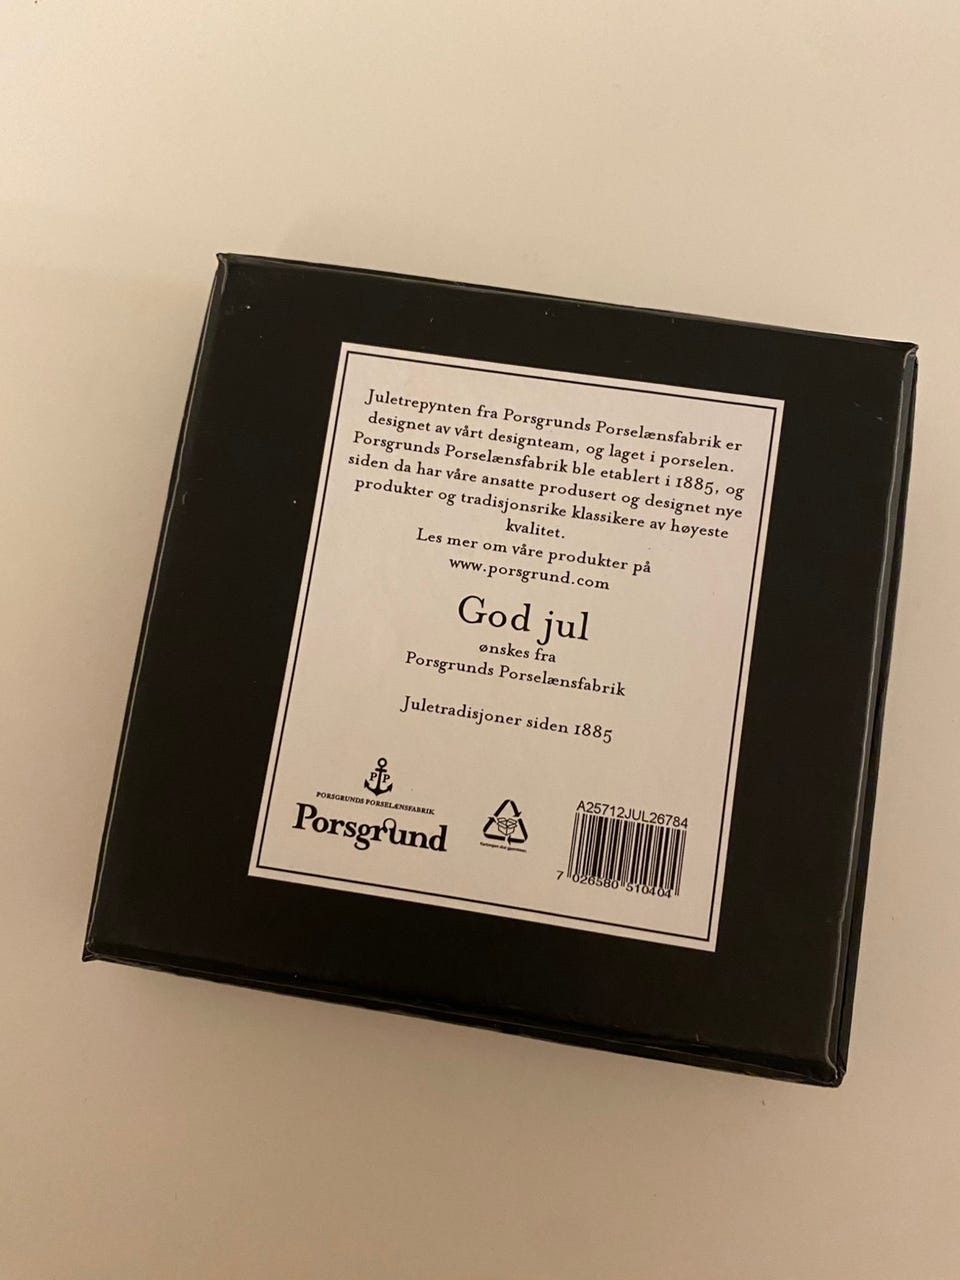 Juletrepynten fra Porsgrunds Porselænsfabrik er
designet av vårt designteam, og laget i porselen.
Porsgrunds Porselænsfabrik ble etablert i 1885, og
siden da har våre ansatte produsert og designet nye
produkter og tradisjonsrike klassikere av høyeste
kvalitet.
Les mer om våre produkter på
www.porsgrund.com
God jul
ønskes fra
Porsgrunds Porselænsfabrik
Juletradisjoner siden 1885
PP
PORSGRUNDS PORSELÆNSFABRIK
Porsgrund
A25712JUL26784
7 026580 510404